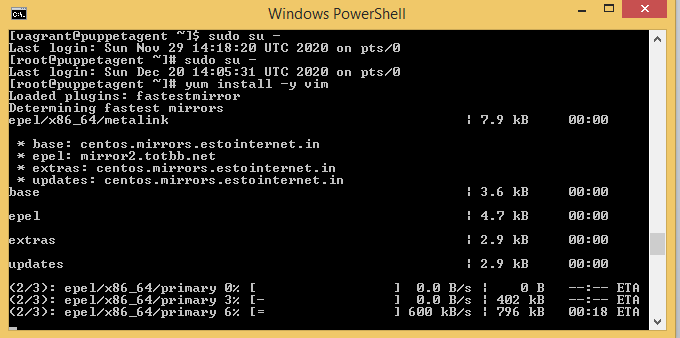 Windows PowerShell
[vagrant@puppetagent ~]$ sudo su -
Last login: Sun Nov 29 14:18:20 UTC 2020 on pts/0
[root@puppetagent ~]# sudo su -
Last login: Sun Dec 20 14:05:31 UTC 2020 on pts/0
[root@puppetagent ~]# yum install -y vim
Loaded plugins: fastestmirror
Determining fastest mirrors
epel/x86_64/metalink | 7.9 kB 00:00
* base: centos.mirrors.estointernet.in
* epel: mirror2.totbb.net
* extras: centos.mirrors.estointernet.in
* updates: centos.mirrors.estointernet.in
base | 3.6 kB 00:00
epel | 4.7 kB 00:00
extras | 2.9 kB 00:00
updates | 2.9 kB 00:00
(2/3): epel/x86_64/primary 0% [ ] 0.0 B/s | 0 B --:-- ETA
(2/3): epel/x86_64/primary 3% [- ] 0.0 B/s | 402 kB --:-- ETA
(2/3): epel/x86_64/primary 6% [= ] 600 kB/s | 796 kB 00:18 ETA